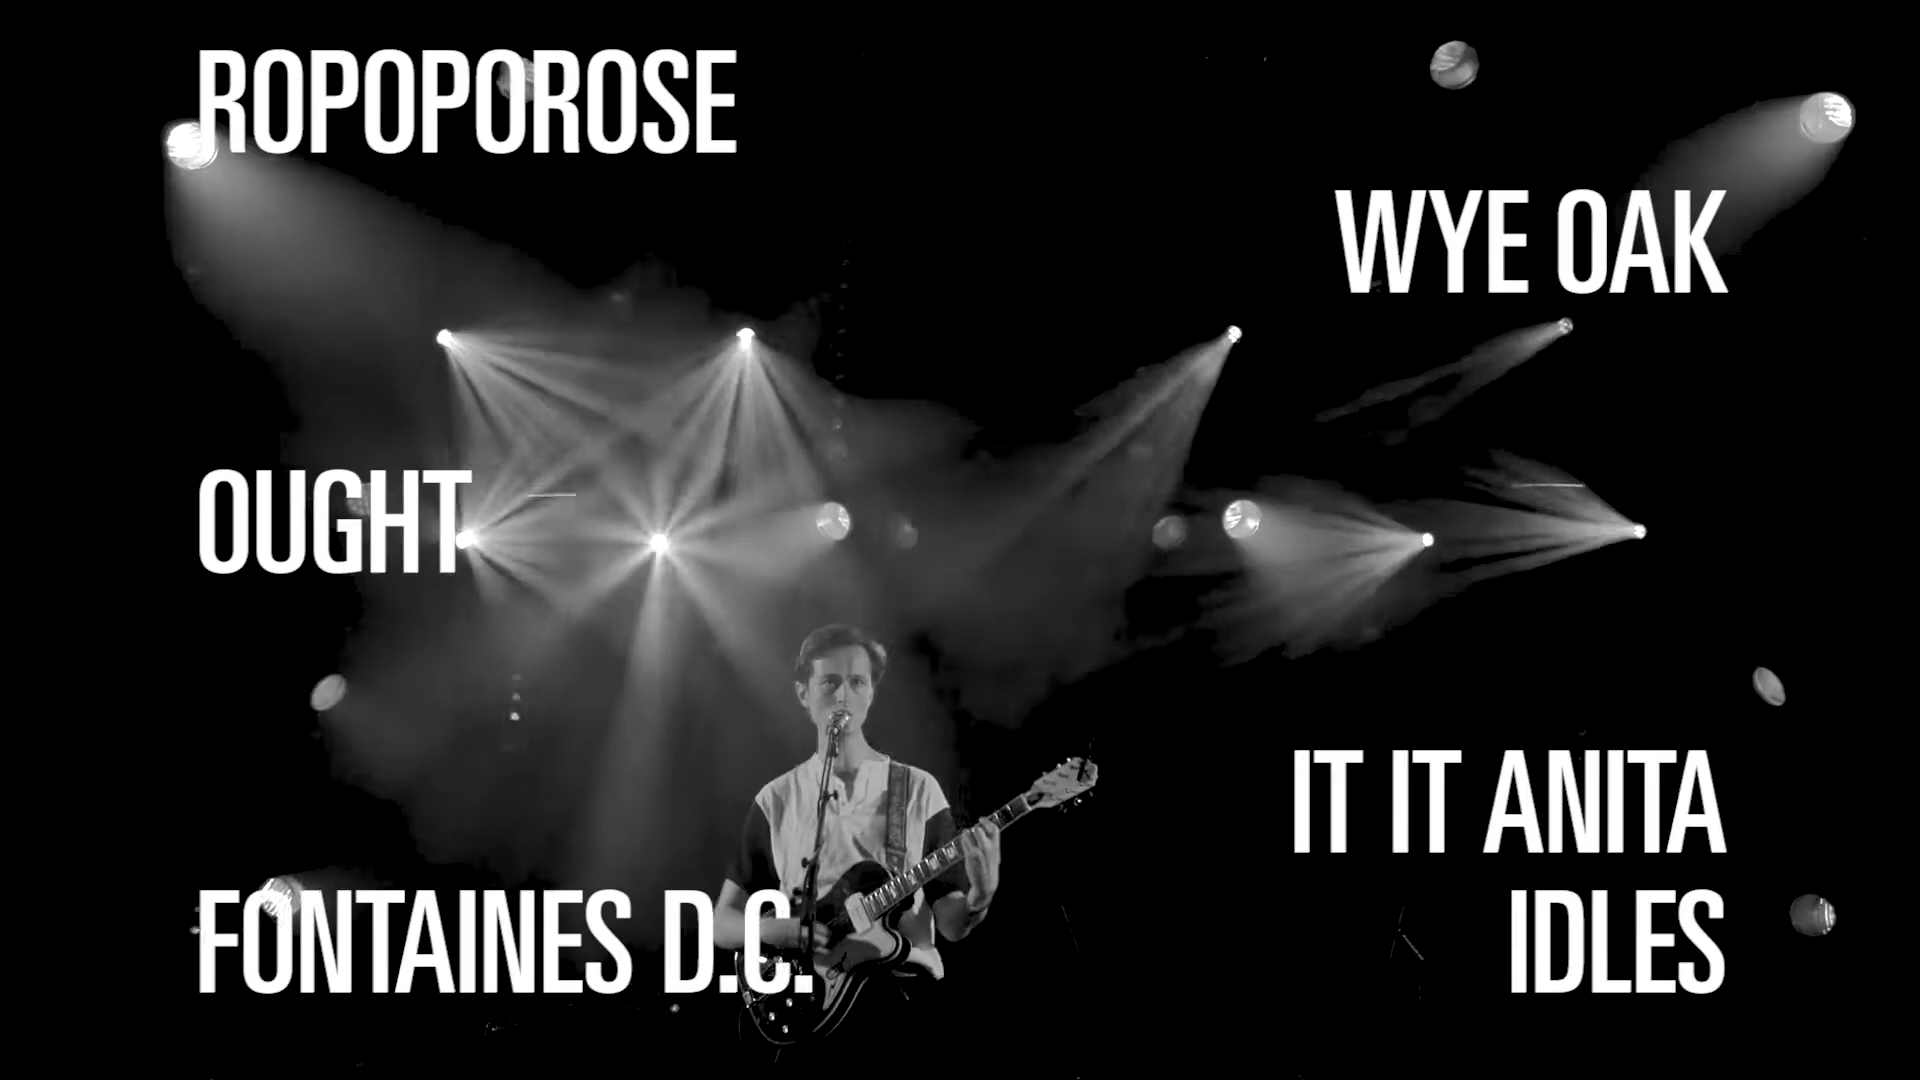 ROPOPOROSE
WYE OAK
OUGHT
IT IT ANITA
FONTAINES D.C.
IDLES